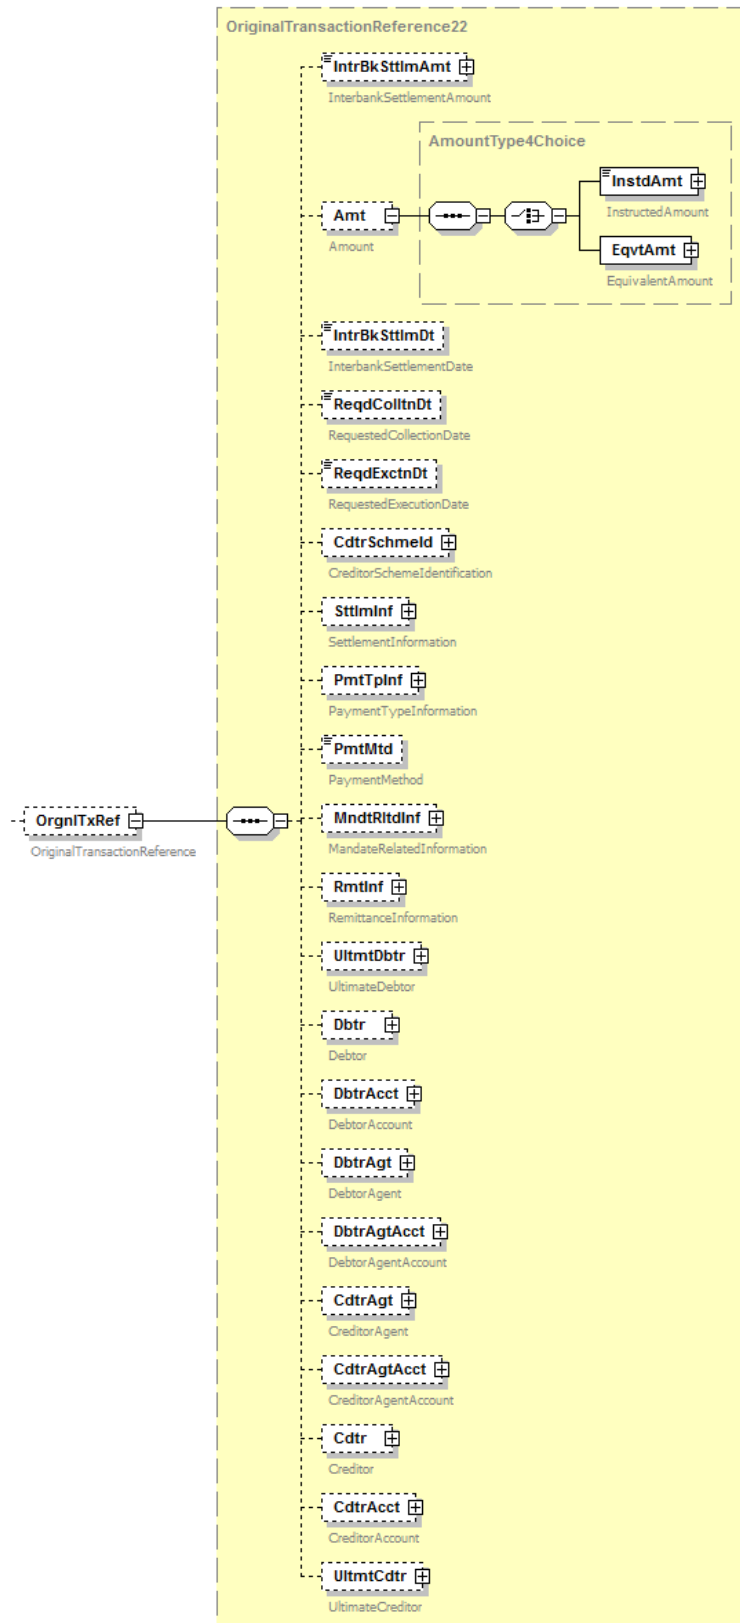 OriginalTransactionReference22
IntrBkSttlmAmt
InterbankSettlementAmount
AmountType4Choice
InstdAmt
InstructedAmount
Amt
Amount
EqvtAmt
EquivalentAmount
IntrBkSttlmDt
InterbankSettlementDate
ReqdColltnDt
RequestedCollectionDate
ReqdExctnDt
RequestedExecutionDate
CdtrSchmeId
CreditorSchemeIdentification
SttlmInf
SettlementInformation
PmtTpInf
PaymentTypeInformation
PmtMtd
PaymentMethod
OrgnlTxRef
OriginalTransactionReference
MndtRltdInf
MandateRelatedInformation
RmtInf
RemittanceInformation
UltmtDbtr
UltimateDebtor
Dbtr
Debtor
DbtrAcct
DebtorAccount
DbtrAgt
DebtorAgent
DbtrAgtAcct
DebtorAgentAccount
CdtrAgt
CreditorAgent
CdtrAgtAcct
CreditorAgentAccount
Cdtr
Creditor
CdtrAcct
CreditorAccount
UltmtCdtr
UltimateCreditor